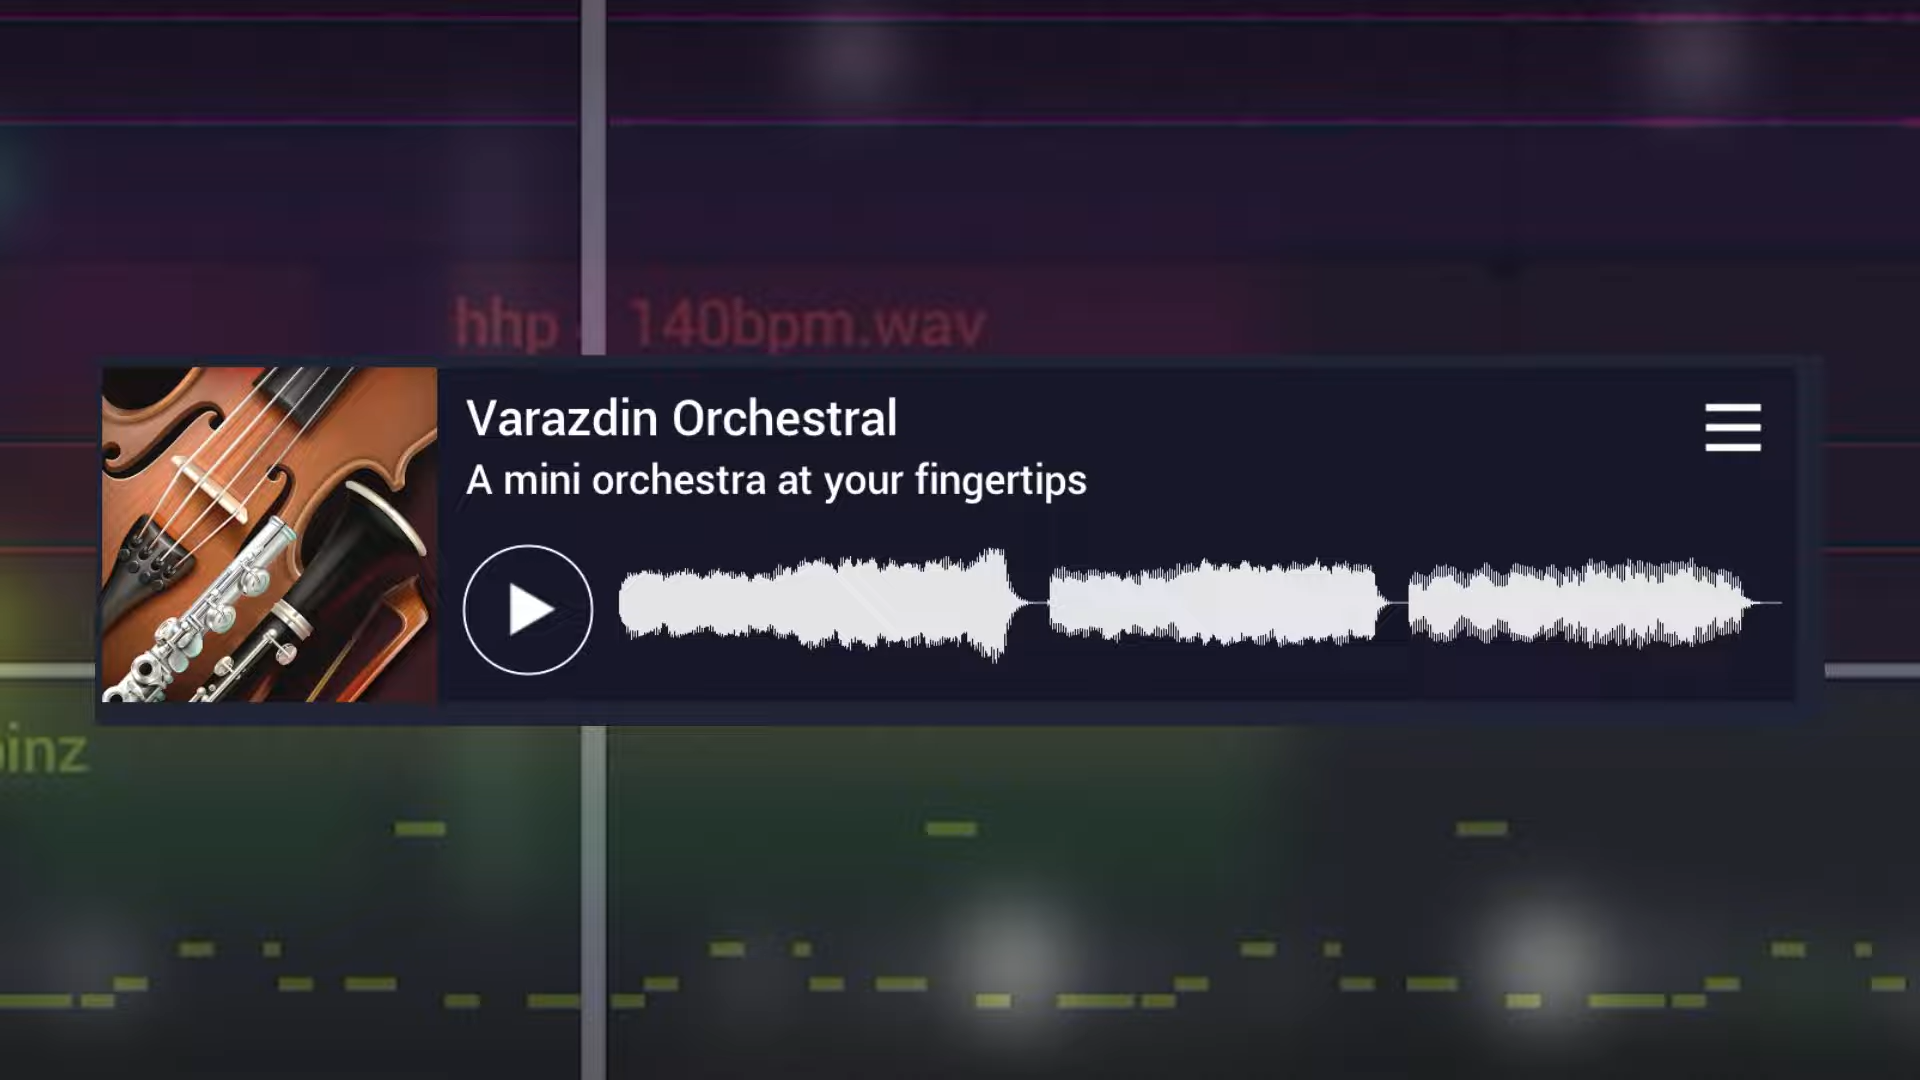 hhp 140bpm.wav
Varazdin Orchestral
A mini orchestra at your fingertips
inz